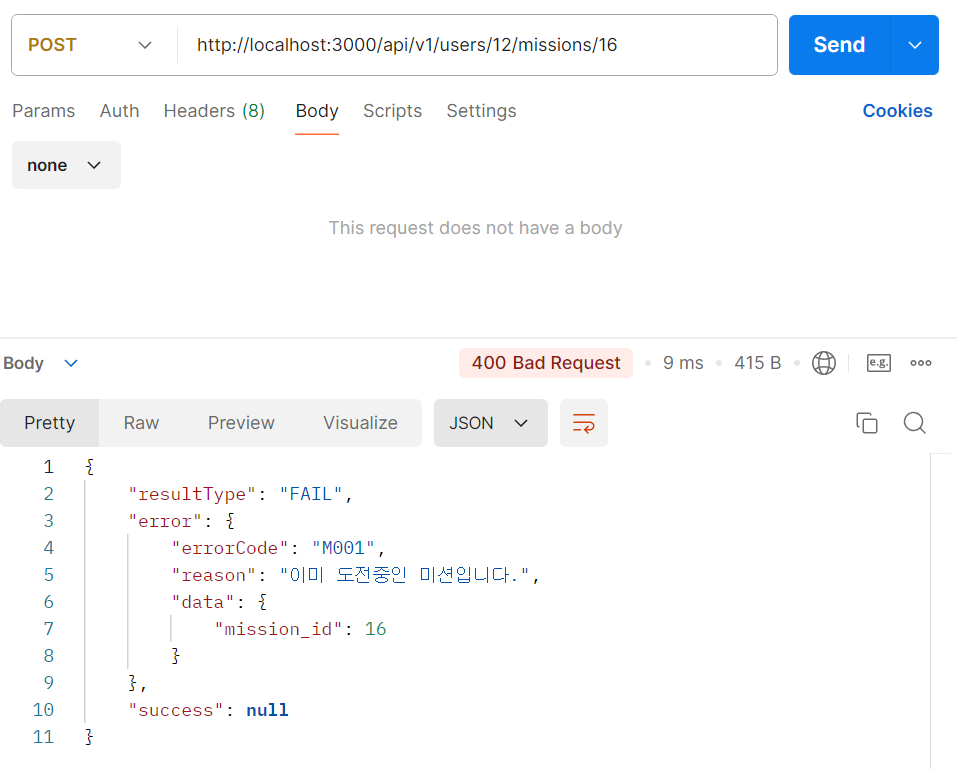 POST http://localhost:3000/api/v1/users/12/missions/16 Send
Params Auth Headers (8) Body Scripts Settings Cookies
none
This request does not have a body
Body 400 Bad Request 9 ms 415 B e.g.
Pretty Raw Preview Visualize JSON
1 {
2 "resultType": "FAIL",
3 "error": {
4 "errorCode": "M001",
5 "reason": "이미 도전중인 미션입니다.",
6 "data": {
7 "mission_id": 16
8 }
9 },
10 "success": null
11 }